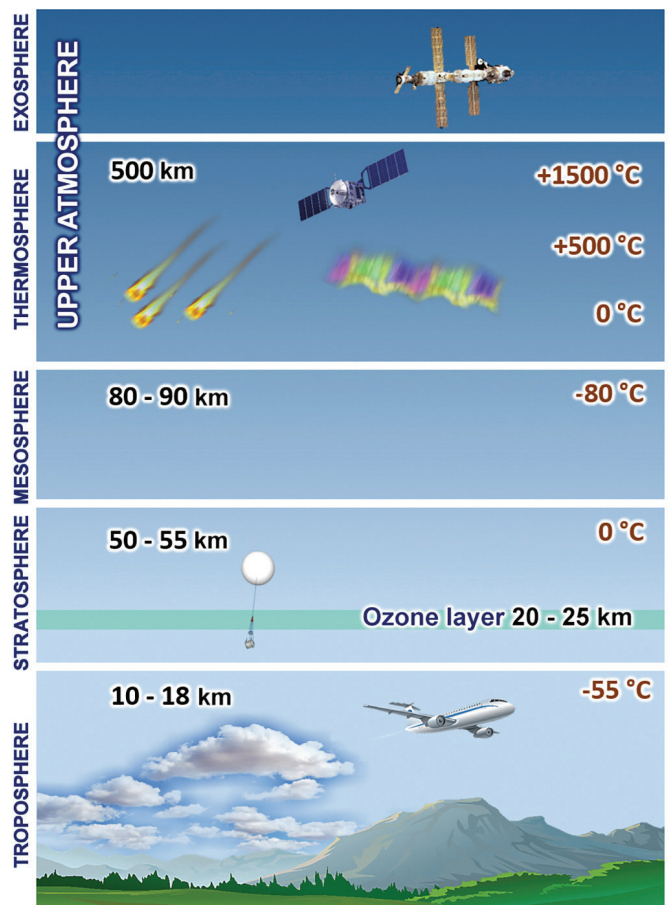 EXOSPHERE
UPPER ATMOSPHERE
THERMOSPHERE
500 km
+1500 °C
+500 °C
0 °C
MESOSPHERE
80 - 90 km
-80 °C
STRATOSPHERE
50 - 55 km
0 °C
Ozone layer 20 - 25 km
TROPOSPHERE
10 - 18 km
-55 °C